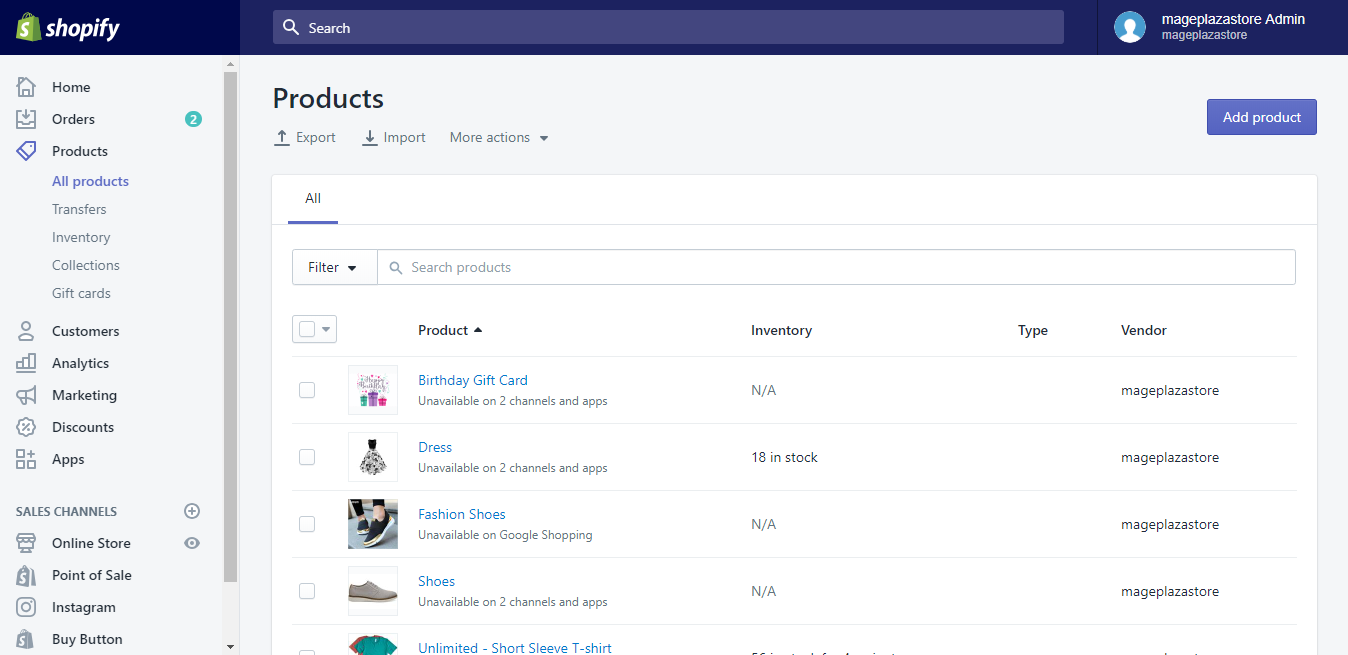 shopify
Search
mageplazastore Admin
mageplazastore
Home
Orders 2
Products
All products
Transfers
Inventory
Collections
Gift cards
Customers
Analytics
Marketing
Discounts
Apps
SALES CHANNELS
Online Store
Point of Sale
Instagram
Buy Button
Products
Export Import More actions
Add product
All
Filter Search products
Product Inventory Type Vendor
Birthday Gift Card
Unavailable on 2 channels and apps
N/A
mageplazastore
Dress
Unavailable on 2 channels and apps
18 in stock
mageplazastore
Fashion Shoes
Unavailable on Google Shopping
N/A
mageplazastore
Shoes
Unavailable on 2 channels and apps
N/A
mageplazastore
Unlimited - Short Sleeve T-shirt